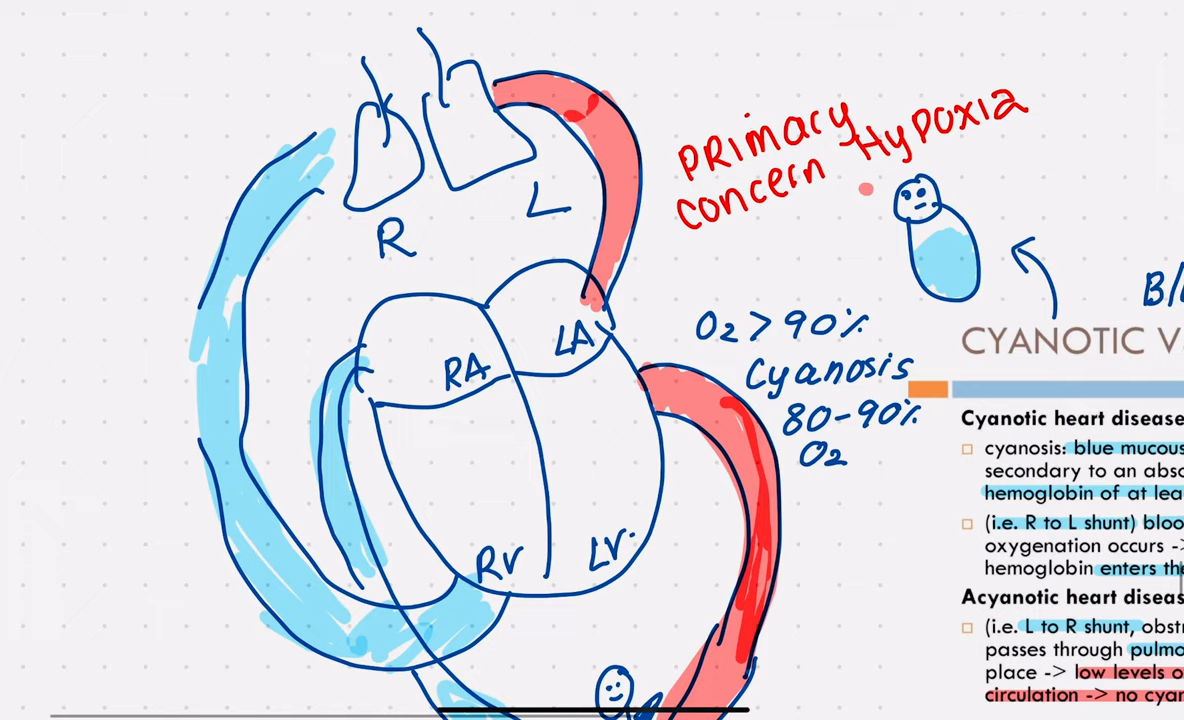 PRIMARY HYPOXIA
concern
R
L
LA
RA
RV
LV
O2 > 90%
Cyanosis
80-90%
O2
CYANOTIC V
Cyanotic heart disease
cyanosis: blue mucous
secondary to an abso
hemoglobin of at lea
(i.e. R to L shunt) bloo
oxygenation occurs ->
hemoglobin enters the
Acyanotic heart diseas
(i.e. L to R shunt, obst
passes through pulmo
place -> low levels o
circulation -> no cyan